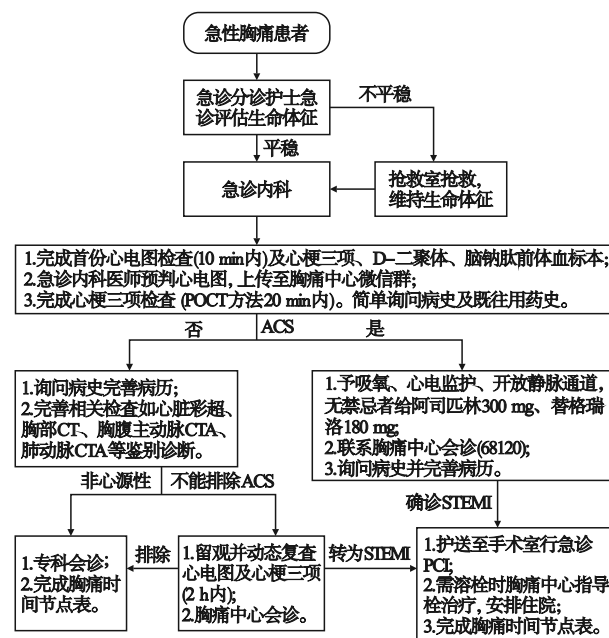 急性胸痛患者
急诊分诊护士急
诊评估生命体征
不平稳
平稳
急诊内科
抢救室抢救,
维持生命体征
1.完成首份心电图检查(10 min内)及心梗三项、D-二聚体、脑钠肽前体血标本;
2.急诊内科医师预判心电图, 上传至胸痛中心微信群;
3.完成心梗三项检查 (POCT方法20 min内)。简单询问病史及既往用药史。
否
ACS
是
1.询问病史完善病历;
2.完善相关检查如心脏彩超、
胸部CT、胸腹主动脉CTA、
肺动脉CTA等鉴别诊断。
1.予吸氧、心电监护、开放静脉通道,
无禁忌者给阿司匹林300 mg、替格瑞
洛180 mg;
2.联系胸痛中心会诊(68120);
3.询问病史并完善病历。
非心源性
不能排除ACS
确诊STEMI
1.专科会诊;
2.完成胸痛时
间节点表。
排除
1.留观并动态复查
心电图及心梗三项
(2 h内);
2.胸痛中心会诊。
转为STEMI
1.护送至手术室行急诊
PCI;
2.需溶栓时胸痛中心指导
栓治疗, 安排住院;
3.完成胸痛时间节点表。